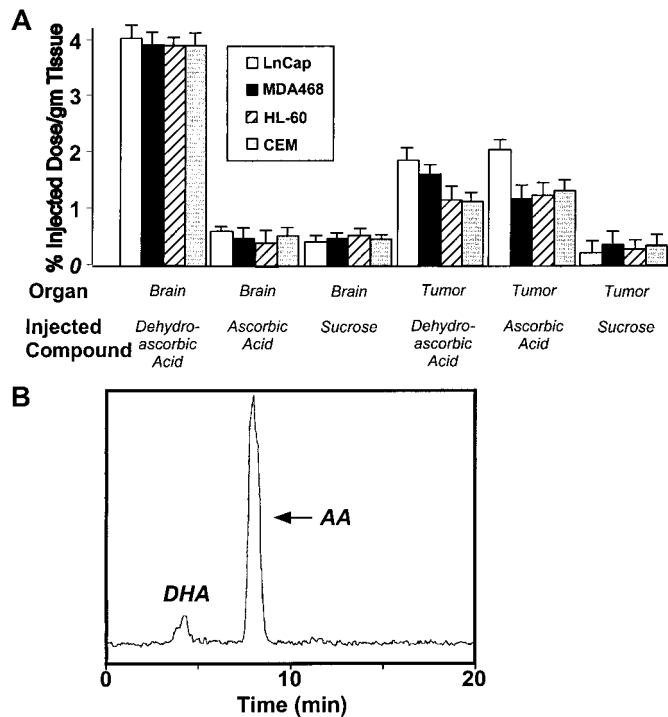 A
% Injected Dose/gm Tissue
4
3
2
1
0
LnCap
MDA468
HL-60
CEM
Organ Brain Brain Brain Tumor Tumor Tumor
Injected Compound Dehydro-ascorbic Acid Ascorbic Acid Sucrose Dehydro-ascorbic Acid Ascorbic Acid Sucrose
B
AA
DHA
0 10 20
Time (min)